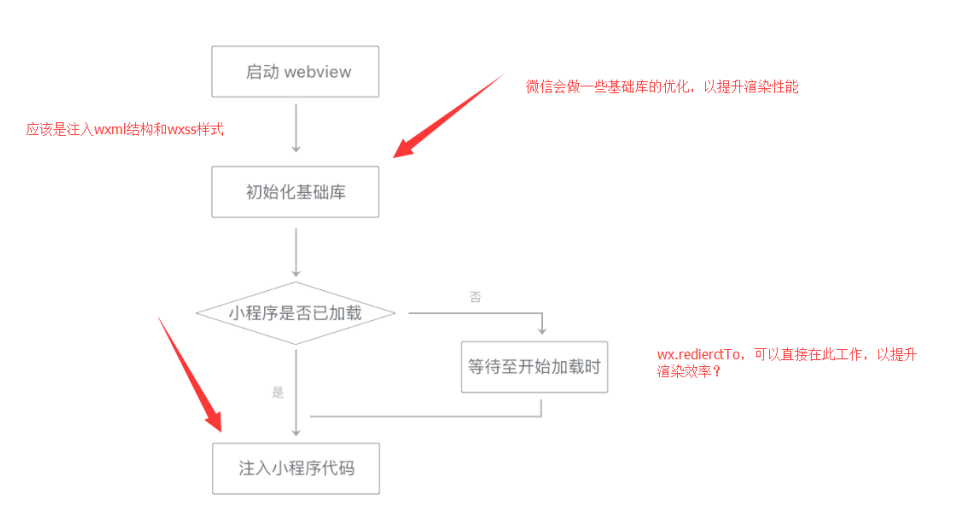 启动 webview
微信会做一些基础库的优化，以提升渲染性能
应该是注入wxml结构和wxss样式
初始化基础库
小程序是否已加载
否
等待至开始加载时
wx.redierctTo，可以直接在此工作，以提升
渲染效率？
是
注入小程序代码